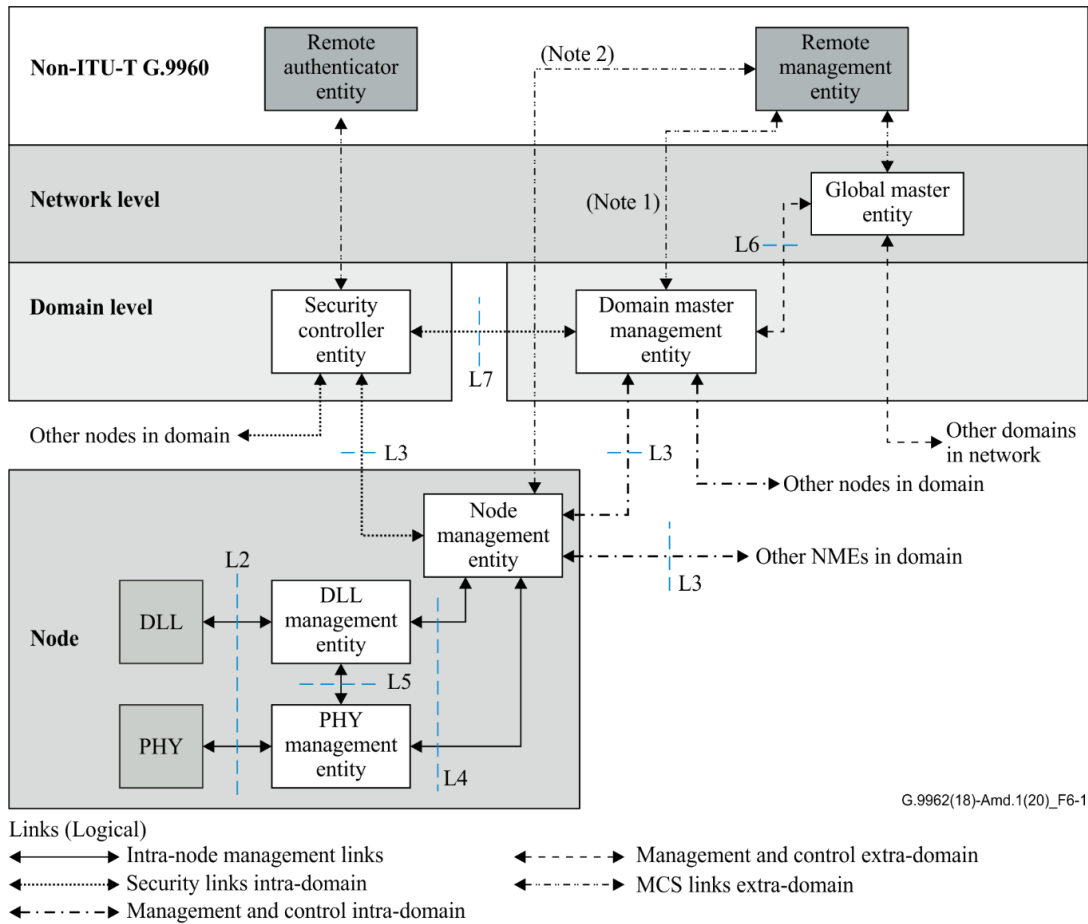 Non-ITU-T G.9960
Remote
authenticator
entity
(Note 2)
Remote
management
entity
Network level
(Note 1)
Global master
entity
L6
Domain level
Security
controller
entity
L7
Domain master
management
entity
Other nodes in domain
L3
L3
Other domains
in network
Other nodes in domain
Node
management
entity
Other NMEs in domain
L3
L2
Node
DLL
DLL
management
entity
L5
PHY
PHY
management
entity
L4
G.9962(18)-Amd.1(20)_F6-1
Links (Logical)
Intra-node management links
Security links intra-domain
Management and control intra-domain
Management and control extra-domain
MCS links extra-domain